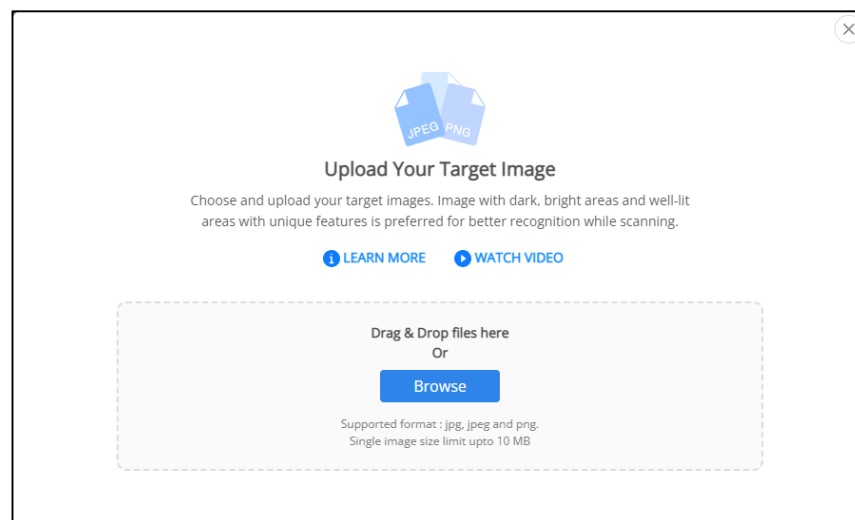 JPEG PNG
Upload Your Target Image
Choose and upload your target images. Image with dark, bright areas and well-lit
areas with unique features is preferred for better recognition while scanning.
LEARN MORE WATCH VIDEO
Drag & Drop files here
Or
Browse
Supported format : jpg, jpeg and png.
Single image size limit upto 10 MB